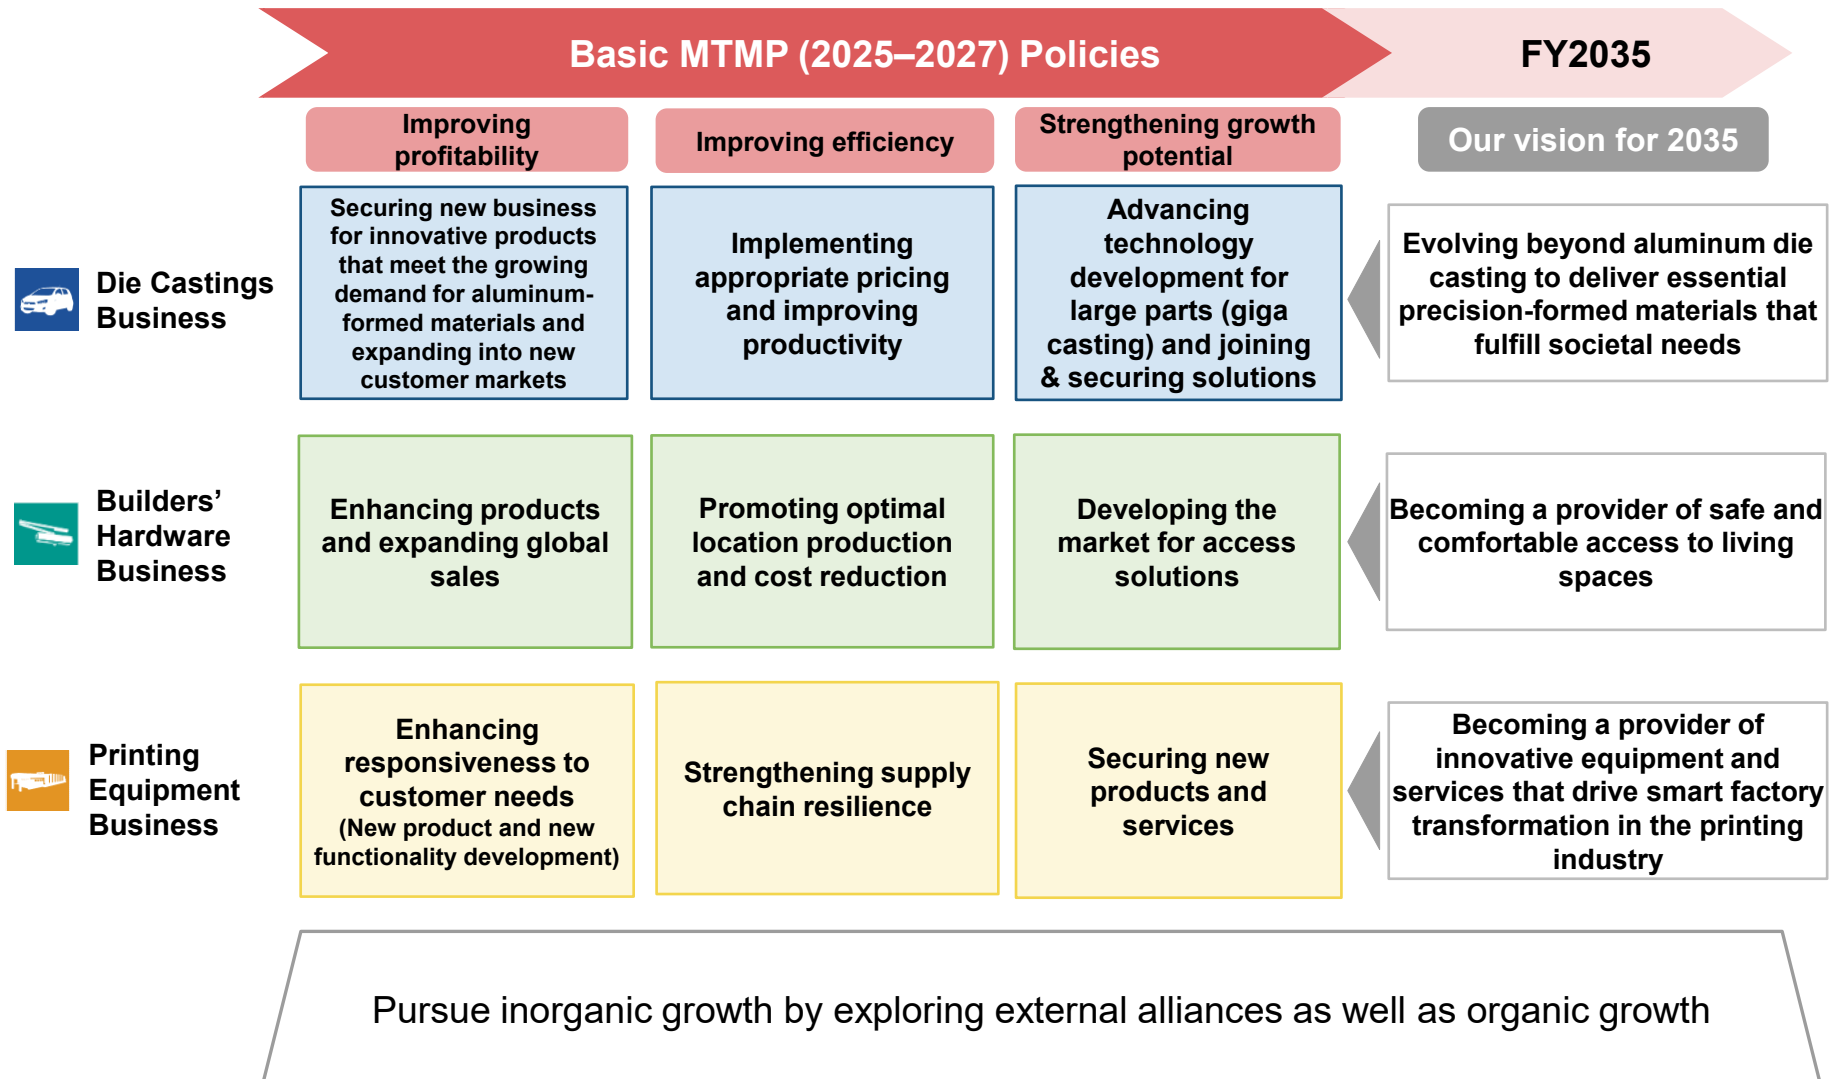 Basic MTMP (2025–2027) Policies
FY2035
Improving
profitability
Improving efficiency
Strengthening growth
potential
Our vision for 2035
Die Castings
Business
Securing new business
for innovative products
that meet the growing
demand for aluminum-
formed materials and
expanding into new
customer markets
Implementing
appropriate pricing
and improving
productivity
Advancing
technology
development for
large parts (giga
casting) and joining
& securing solutions
Evolving beyond aluminum die
casting to deliver essential
precision-formed materials that
fulfill societal needs
Builders’
Hardware
Business
Enhancing products
and expanding global
sales
Promoting optimal
location production
and cost reduction
Developing the
market for access
solutions
Becoming a provider of safe and
comfortable access to living
spaces
Printing
Equipment
Business
Enhancing
responsiveness to
customer needs
(New product and new
functionality development)
Strengthening supply
chain resilience
Securing new
products and
services
Becoming a provider of
innovative equipment and
services that drive smart factory
transformation in the printing
industry
Pursue inorganic growth by exploring external alliances as well as organic growth